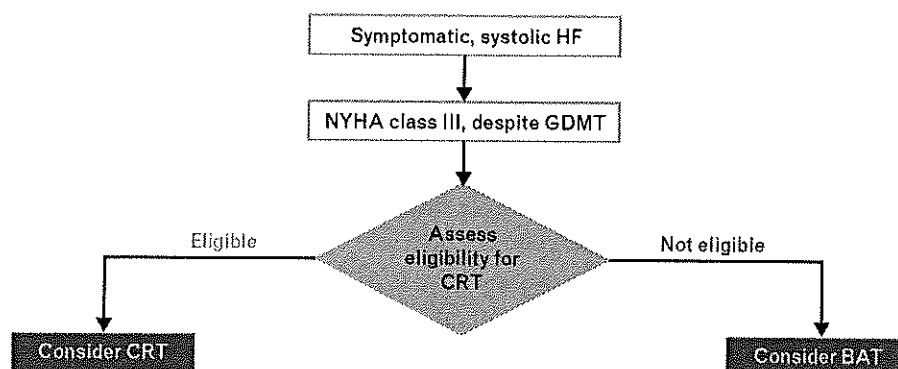 Symptomatic, systolic HF
NYHA class III, despite GDMT
Assess
eligibility for
CRT
Eligible
Not eligible
Consider CRT
Consider BAT